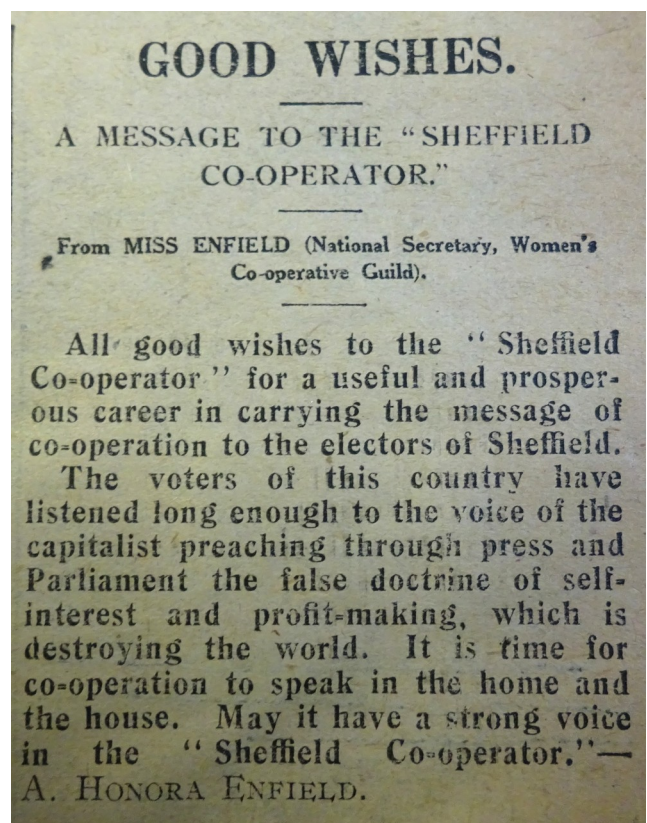 GOOD WISHES.
A MESSAGE TO THE “SHEFFIELD
CO-OPERATOR.”
From MISS ENFIELD (National Secretary, Women's
Co-operative Guild).
All good wishes to the “Sheffield
Co-operator” for a useful and prosper-
ous career in carrying the message of
co-operation to the electors of Sheffield.
The voters of this country have
listened long enough to the voice of the
capitalist preaching through press and
Parliament the false doctrine of self-
interest and profit-making, which is
destroying the world. It is time for
co-operation to speak in the home and
the house. May it have a strong voice
in the “Sheffield Co-operator.”—
A. HONORA ENFIELD.